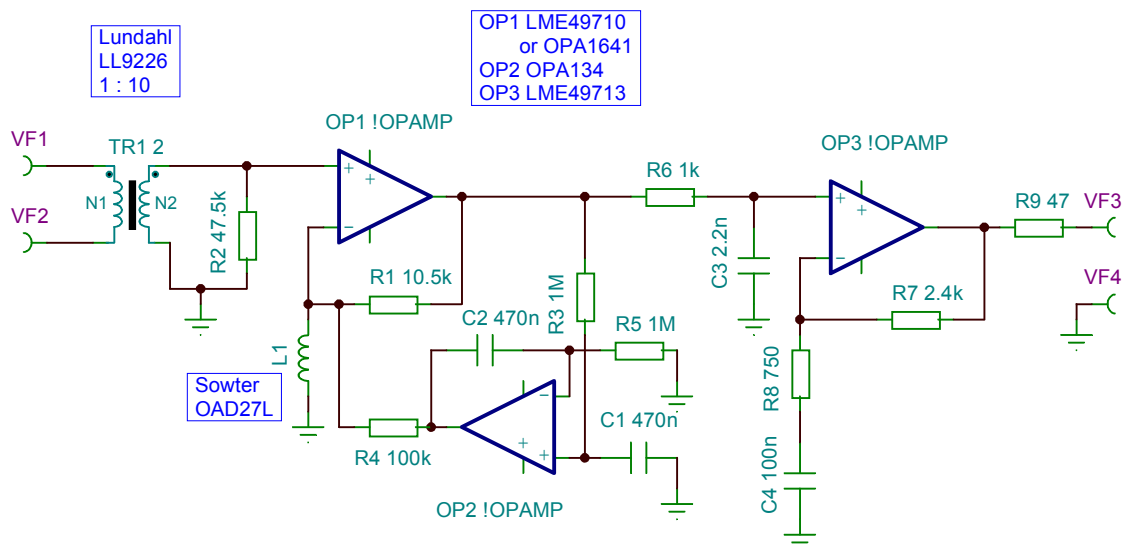 Lundahl
LL9226
1 : 10
OP1 LME49710
or OPA1641
OP2 OPA134
OP3 LME49713
OP1 !OPAMP
OP3 !OPAMP
VF1
TR1 2
R6 1k
R9 47
VF3
N1
N2
VF2
R2 47.5k
C3 2.2n
VF4
R1 10.5k
R3 1M
R7 2.4k
C2 470n
R5 1M
L1
R8 750
Sowter
OAD27L
C1 470n
R4 100k
C4 100n
OP2 !OPAMP